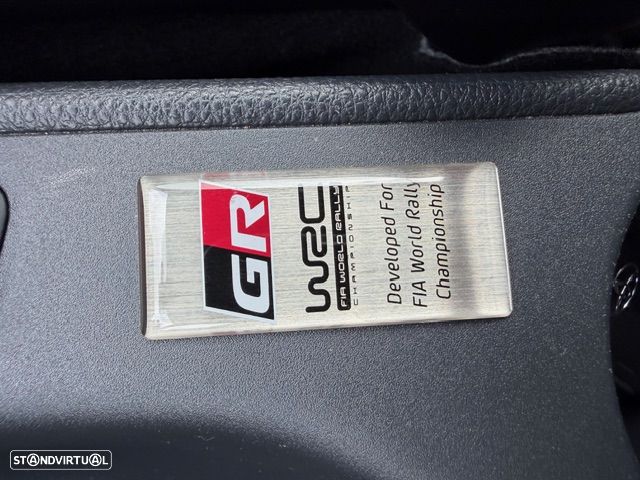 GR
WRC
FIA WORLD RALLY
CHAMPIONSHIP
Developed For
FIA World Rally
Championship
STANDVIRTUAL